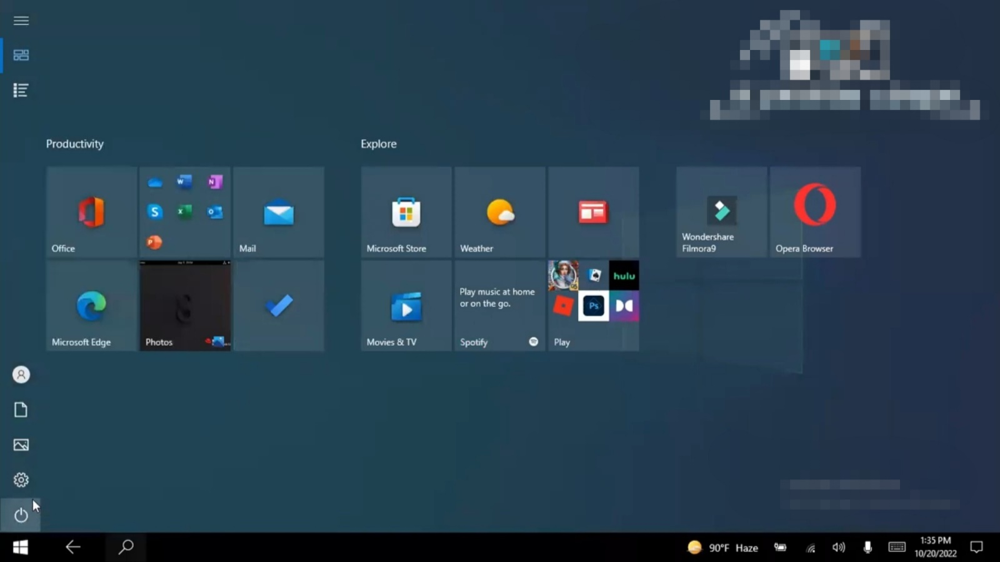 Productivity
Explore
Office
Mail
Microsoft Store
Weather
Wondershare
Filmora9
Opera Browser
hulu
Ps
Play music at home
or on the go.
Microsoft Edge
Photos
Movies & TV
Spotify
Play
90°F Haze
1:35 PM
10/20/2022